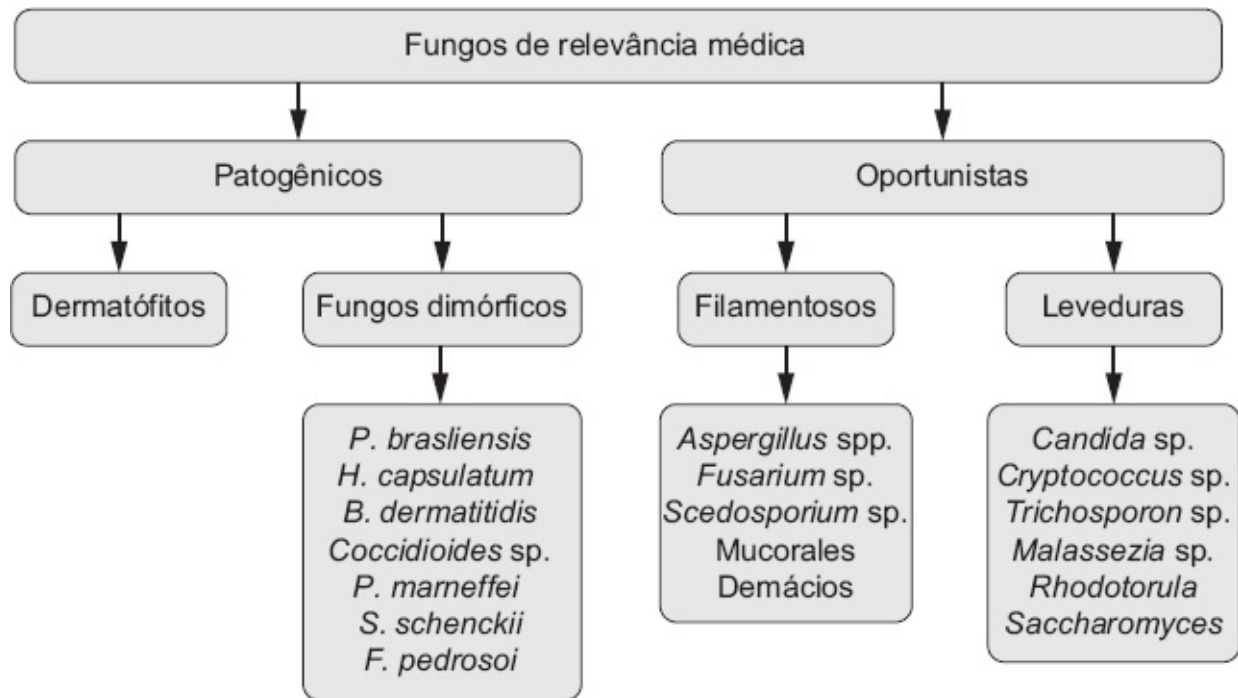 Fungos de relevância médica
Patogênicos
Oportunistas
Dermatófitos
Fungos dimórficos
Filamentosos
Leveduras
P. brasliensis
H. capsulatum
B. dermatitidis
Coccidioides sp.
P. marneffei
S. schenckii
F. pedrosoi
Aspergillus spp.
Fusarium sp.
Scedosporium sp.
Mucorales
Demácios
Candida sp.
Cryptococcus sp.
Trichosporon sp.
Malassezia sp.
Rhodotorula
Saccharomyces